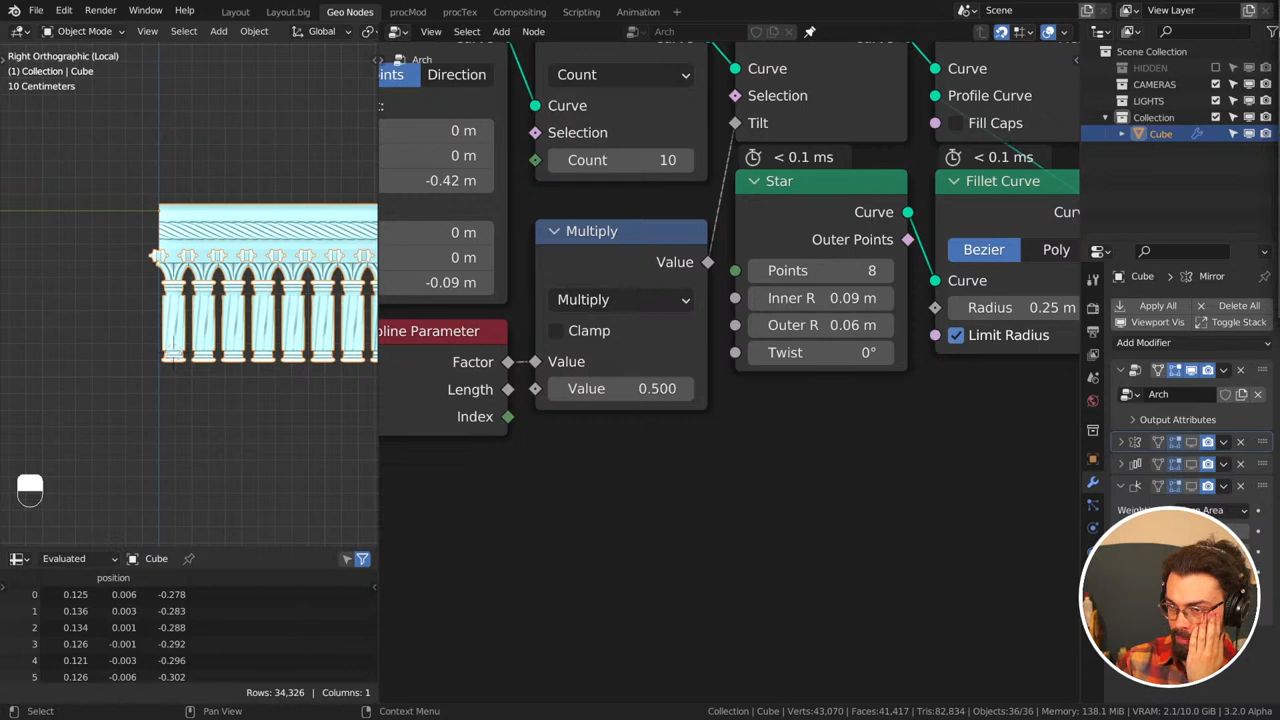 File Edit Render Window Help Layout Layout.big Geo Nodes procMod procTex Compositing Scripting Animation + Scene View Layer
Object Mode View Select Add Object Global View Select Add Node Arch
Right Orthographic (Local)
(1) Collection | Cube
10 Centimeters
Arch
Direction
0 m
0 m
-0.42 m
0 m
0 m
-0.09 m
pline Parameter
Factor
Length
Index
Count
Curve
Selection
Count 10
Multiply
Value
Multiply
Clamp
Value
Value 0.500
Curve
Selection
Tilt
< 0.1 ms
Star
Curve
Outer Points
Points 8
Inner R 0.09 m
Outer R 0.06 m
Twist 0°
Curve
Profile Curve
Fill Caps
< 0.1 ms
Fillet Curve
Bezier Poly
Curve
Radius 0.25 m
Limit Radius
Scene Collection
HIDDEN
CAMERAS
LIGHTS
Collection
Cube
Cube Mirror
Apply All Delete All
Viewport Vis Toggle Stack
Add Modifier
Arch
Output Attributes
Evaluated Cube
position
0 0.125 0.006 -0.278
1 0.136 0.003 -0.283
2 0.134 0.001 -0.288
3 0.126 -0.001 -0.292
4 0.121 -0.003 -0.296
5 0.126 -0.006 -0.302
Rows: 34,326 | Columns: 1
Select Pan View Context Menu Collection | Cube | Verts:43,070 | Faces:41,417 | Tris:82,834 | Objects:36/36 | Memory: 138.1 MiB | VRAM: 2.1/10.0 GiB | 3.2.0 Alpha